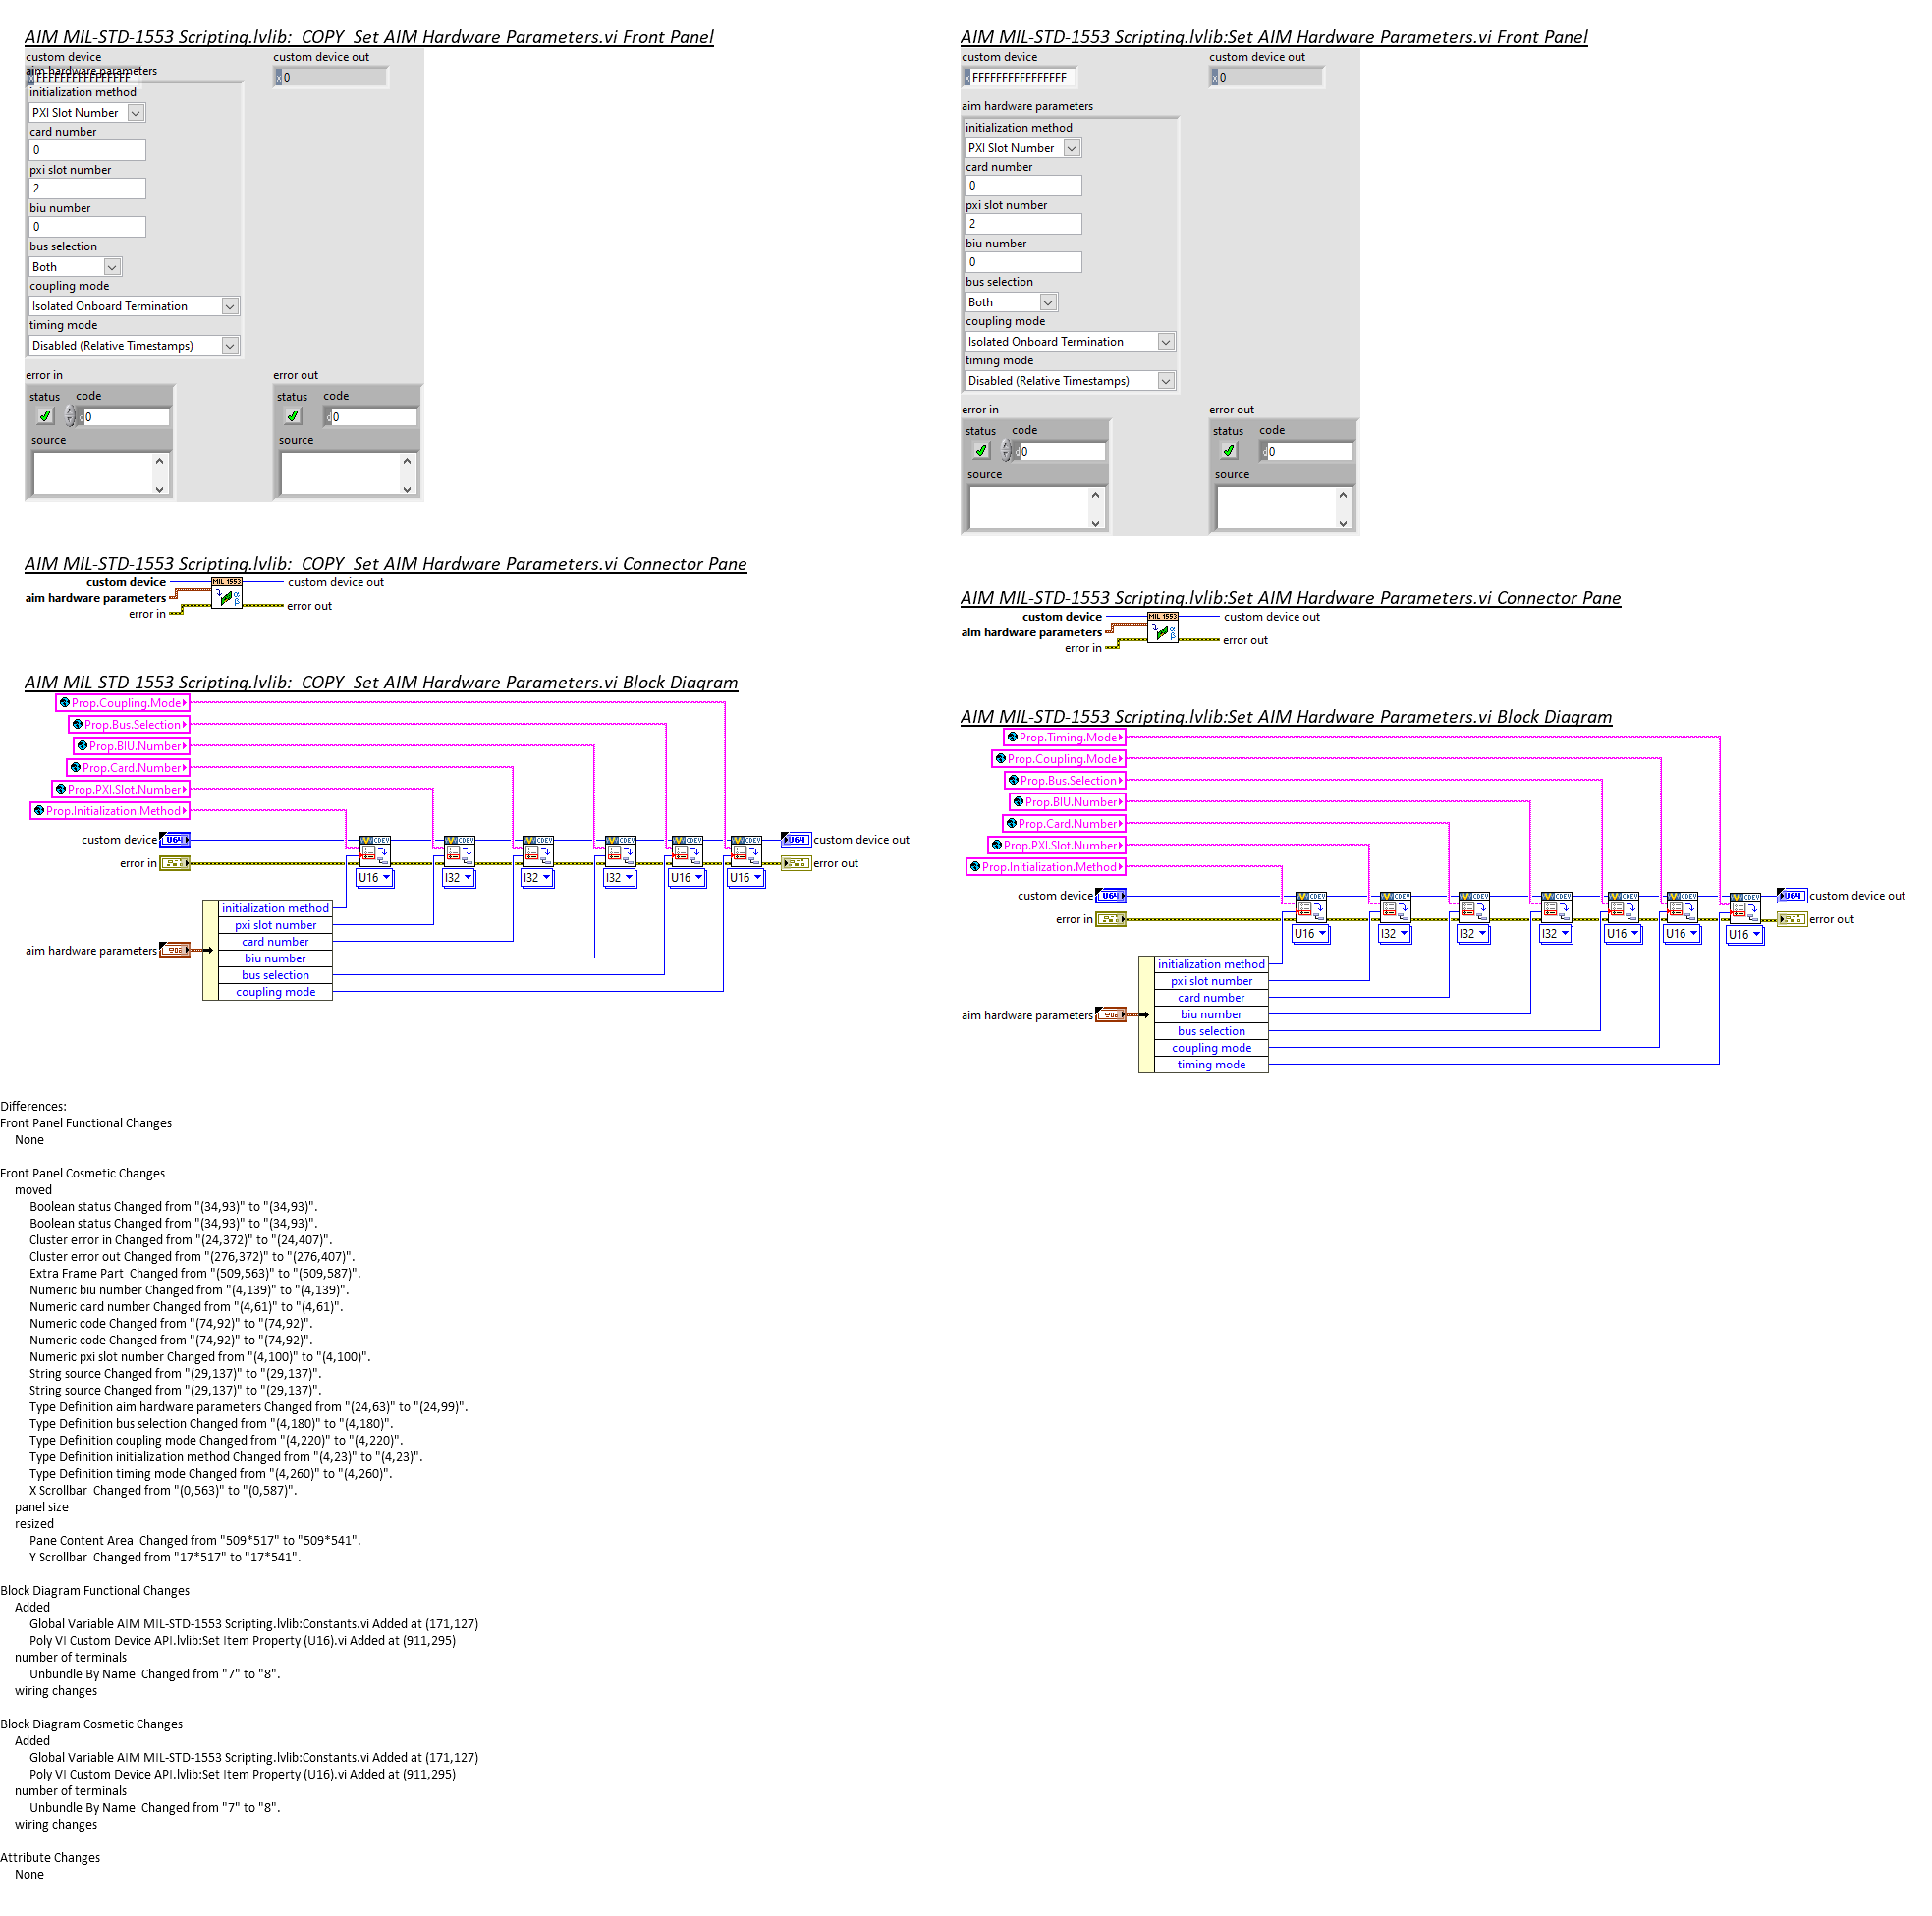 AIM MIL-STD-1553 Scripting.lvlib:  COPY  Set AIM Hardware Parameters.vi Front Panel
custom device
custom device out
aim hardware parameters
x FFFFFFFFFFFFFFFF
x 0
initialization method
PXI Slot Number
card number
0
pxi slot number
2
biu number
0
bus selection
Both
coupling mode
Isolated Onboard Termination
timing mode
Disabled (Relative Timestamps)
error in
error out
status code
status code
d 0
d 0
source
source
AIM MIL-STD-1553 Scripting.lvlib:  COPY  Set AIM Hardware Parameters.vi Connector Pane
custom device
MIL 1553
custom device out
aim hardware parameters
αβ
error in
error out
AIM MIL-STD-1553 Scripting.lvlib:  COPY  Set AIM Hardware Parameters.vi Block Diagram
Prop.Coupling.Mode
Prop.Bus.Selection
Prop.BIU.Number
Prop.Card.Number
Prop.PXI.Slot.Number
Prop.Initialization.Method
custom device U64 CDEV CDEV CDEV CDEV CDEV CDEV U64 custom device out
error in error out
U16 I32 I32 I32 U16 U16
initialization method
pxi slot number
card number
aim hardware parameters
biu number
bus selection
coupling mode
AIM MIL-STD-1553 Scripting.lvlib:Set AIM Hardware Parameters.vi Front Panel
custom device
custom device out
x FFFFFFFFFFFFFFFF
x 0
aim hardware parameters
initialization method
PXI Slot Number
card number
0
pxi slot number
2
biu number
0
bus selection
Both
coupling mode
Isolated Onboard Termination
timing mode
Disabled (Relative Timestamps)
error in
error out
status code
status code
d 0
d 0
source
source
AIM MIL-STD-1553 Scripting.lvlib:Set AIM Hardware Parameters.vi Connector Pane
custom device
MIL 1553
custom device out
aim hardware parameters
αβ
error in
error out
AIM MIL-STD-1553 Scripting.lvlib:Set AIM Hardware Parameters.vi Block Diagram
Prop.Timing.Mode
Prop.Coupling.Mode
Prop.Bus.Selection
Prop.BIU.Number
Prop.Card.Number
Prop.PXI.Slot.Number
Prop.Initialization.Method
custom device U64 CDEV CDEV CDEV CDEV CDEV CDEV CDEV U64 custom device out
error in error out
U16 I32 I32 I32 U16 U16 U16
initialization method
pxi slot number
card number
aim hardware parameters
biu number
bus selection
coupling mode
timing mode
Differences:
Front Panel Functional Changes
None
Front Panel Cosmetic Changes
moved
Boolean status Changed from "(34,93)" to "(34,93)".
Boolean status Changed from "(34,93)" to "(34,93)".
Cluster error in Changed from "(24,372)" to "(24,407)".
Cluster error out Changed from "(276,372)" to "(276,407)".
Extra Frame Part  Changed from "(509,563)" to "(509,587)".
Numeric biu number Changed from "(4,139)" to "(4,139)".
Numeric card number Changed from "(4,61)" to "(4,61)".
Numeric code Changed from "(74,92)" to "(74,92)".
Numeric code Changed from "(74,92)" to "(74,92)".
Numeric pxi slot number Changed from "(4,100)" to "(4,100)".
String source Changed from "(29,137)" to "(29,137)".
String source Changed from "(29,137)" to "(29,137)".
Type Definition aim hardware parameters Changed from "(24,63)" to "(24,99)".
Type Definition bus selection Changed from "(4,180)" to "(4,180)".
Type Definition coupling mode Changed from "(4,220)" to "(4,220)".
Type Definition initialization method Changed from "(4,23)" to "(4,23)".
Type Definition timing mode Changed from "(4,260)" to "(4,260)".
X Scrollbar  Changed from "(0,563)" to "(0,587)".
panel size
resized
Pane Content Area  Changed from "509*517" to "509*541".
Y Scrollbar  Changed from "17*517" to "17*541".
Block Diagram Functional Changes
Added
Global Variable AIM MIL-STD-1553 Scripting.lvlib:Constants.vi Added at (171,127)
Poly VI Custom Device API.lvlib:Set Item Property (U16).vi Added at (911,295)
number of terminals
Unbundle By Name  Changed from "7" to "8".
wiring changes
Block Diagram Cosmetic Changes
Added
Global Variable AIM MIL-STD-1553 Scripting.lvlib:Constants.vi Added at (171,127)
Poly VI Custom Device API.lvlib:Set Item Property (U16).vi Added at (911,295)
number of terminals
Unbundle By Name  Changed from "7" to "8".
wiring changes
Attribute Changes
None